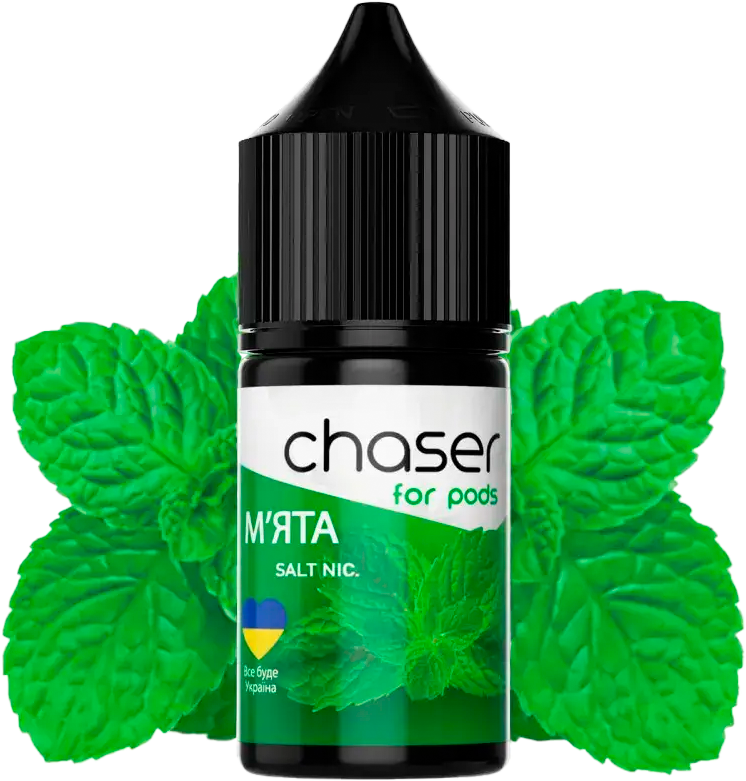 chaser
for pods
М'ЯТА
SALT NIC.
Все буде
Україна